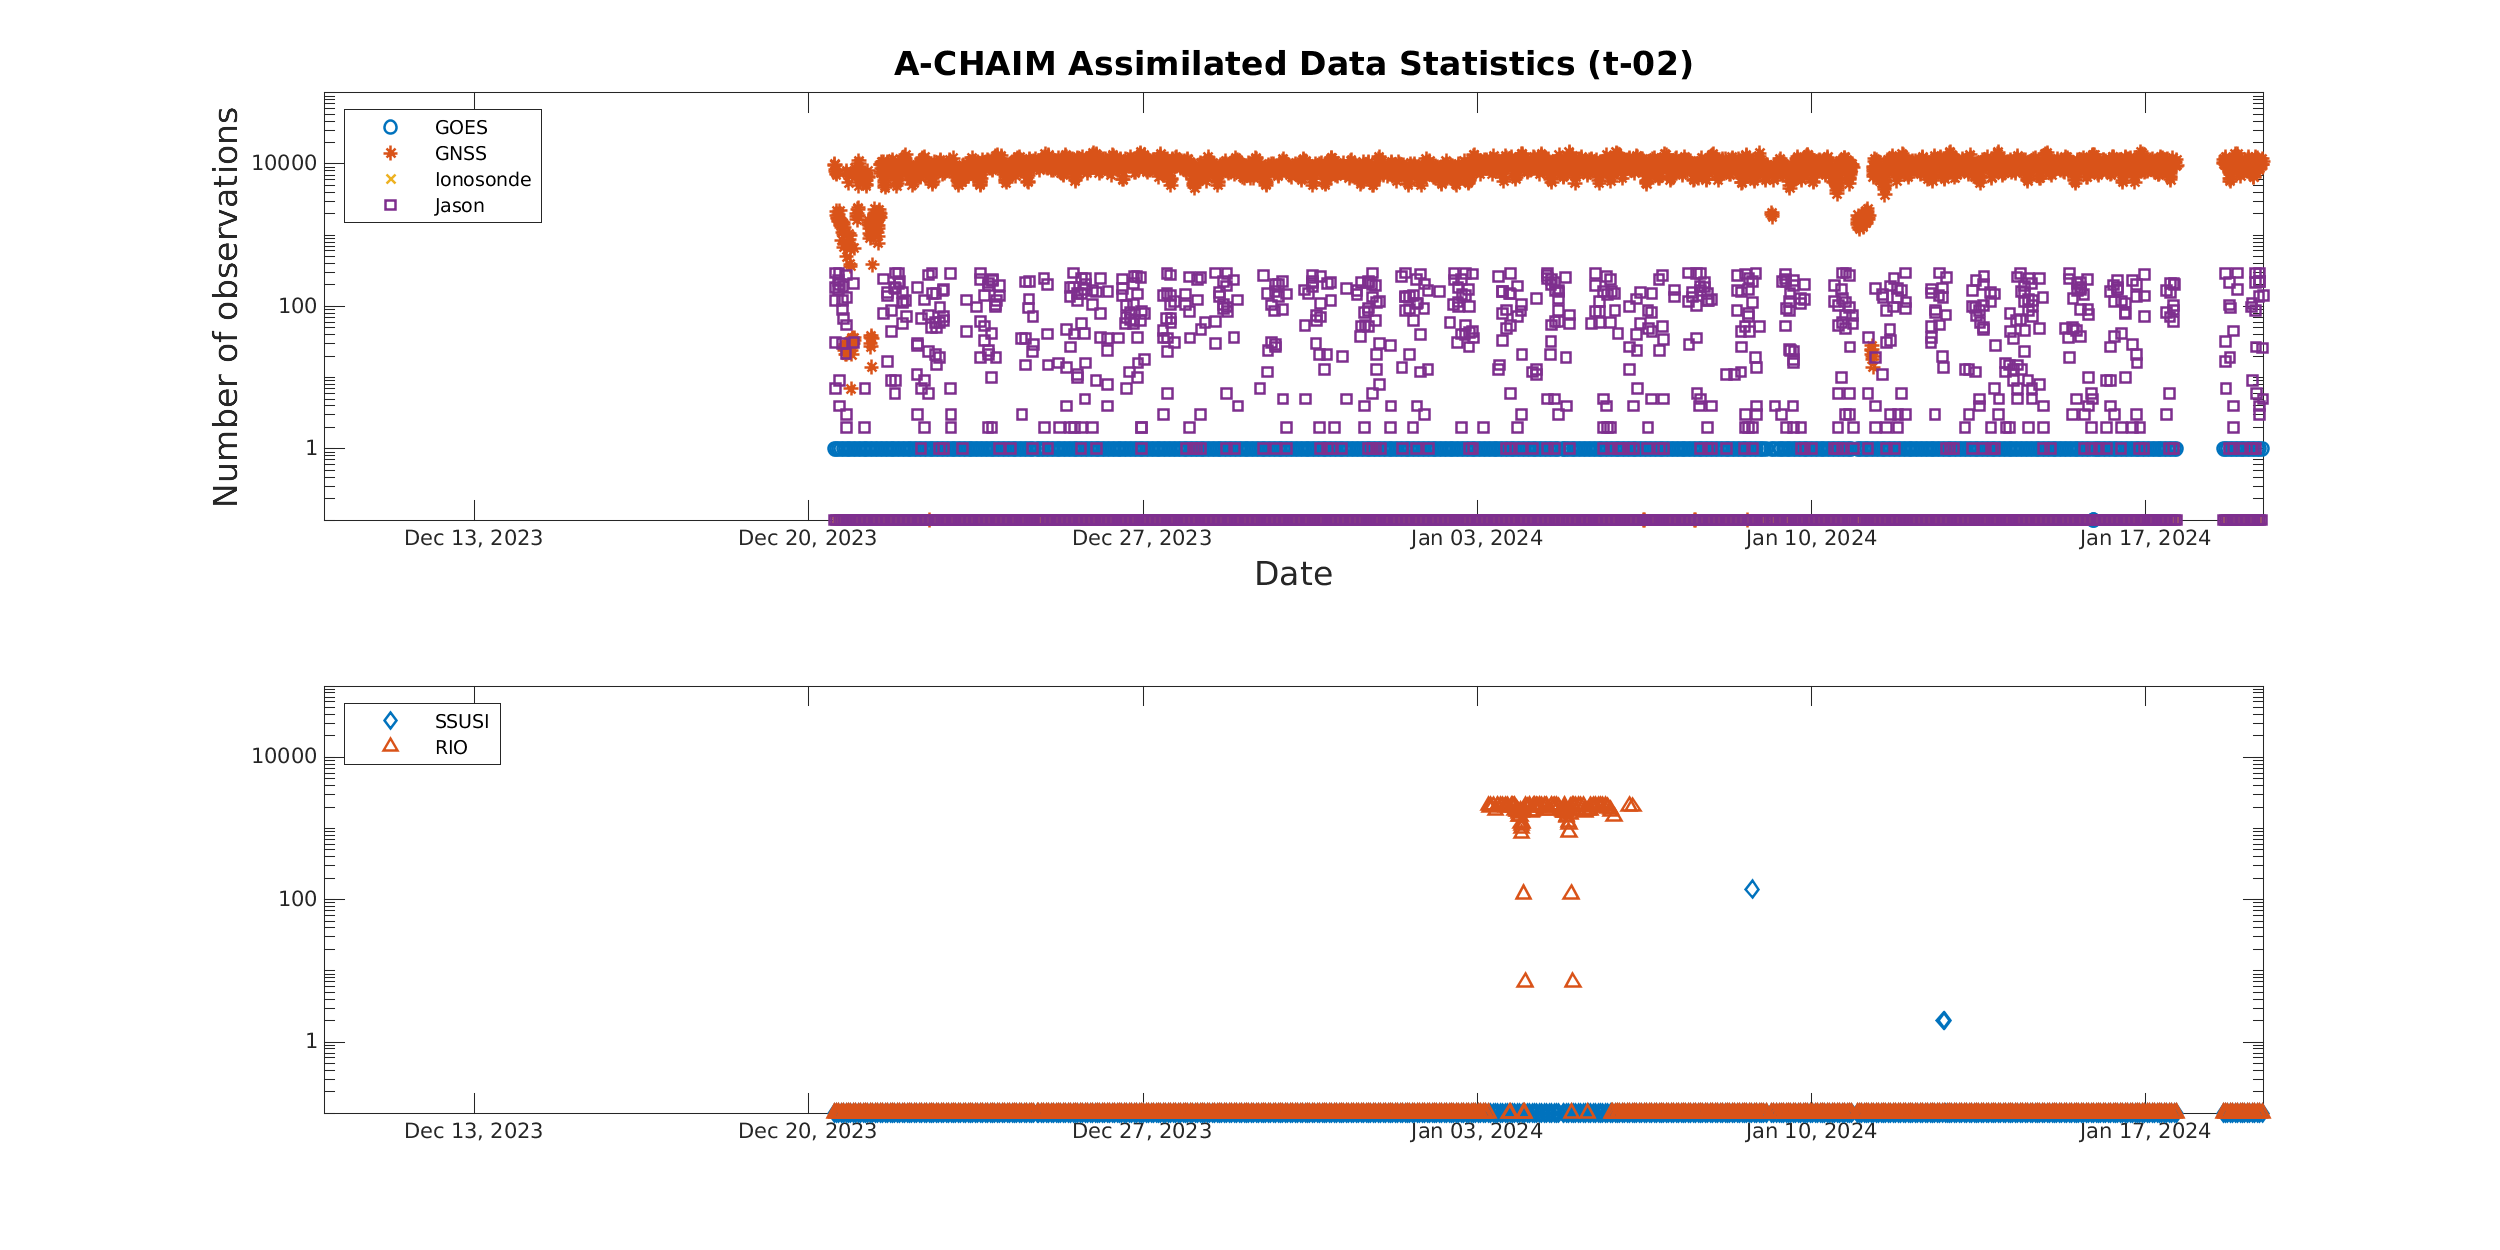 A-CHAIM Assimilated Data Statistics (t-02)
Number of observations
10000
100
1
GOES
GNSS
Ionosonde
Jason
Dec 13, 2023 Dec 20, 2023 Dec 27, 2023 Jan 03, 2024 Jan 10, 2024 Jan 17, 2024
Date
10000
100
1
SSUSI
RIO
Dec 13, 2023 Dec 20, 2023 Dec 27, 2023 Jan 03, 2024 Jan 10, 2024 Jan 17, 2024